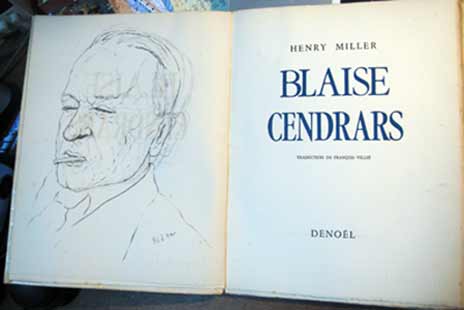 HENRY MILLER
BLAISE
CENDRARS
TRADUCTION DE FRANÇOIS VILLIÉ
DENOËL